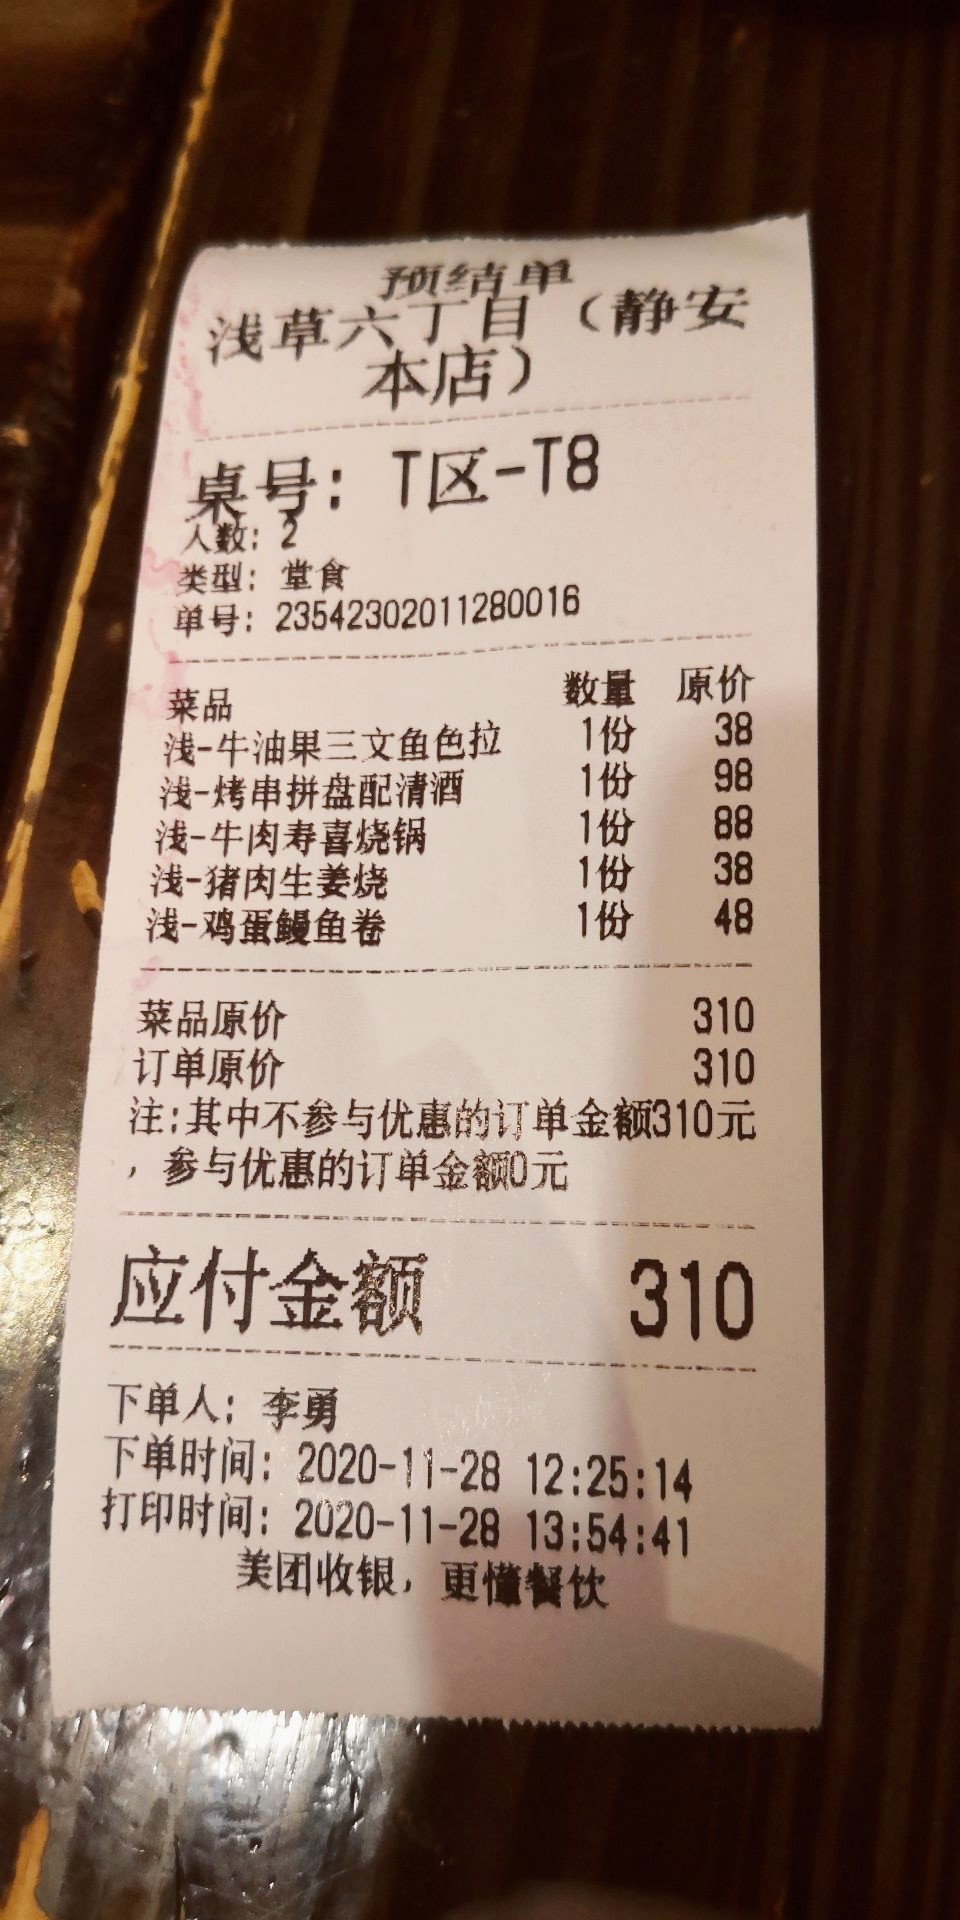 预结单
浅草六丁目（静安
本店）
桌号：T区-T8
人数：2
类型：堂食
单号：23542302011280016
菜品 数量 原价
浅-牛油果三文鱼色拉 1份 38
浅-烤串拼盘配清酒 1份 98
浅-牛肉寿喜烧锅 1份 88
浅-猪肉生姜烧 1份 38
浅-鸡蛋鳗鱼卷 1份 48
菜品原价 310
订单原价 310
注：其中不参与优惠的订单金额310元
，参与优惠的订单金额0元
应付金额 310
下单人：李勇
下单时间：2020-11-28 12:25:14
打印时间：2020-11-28 13:54:41
美团收银，更懂餐饮